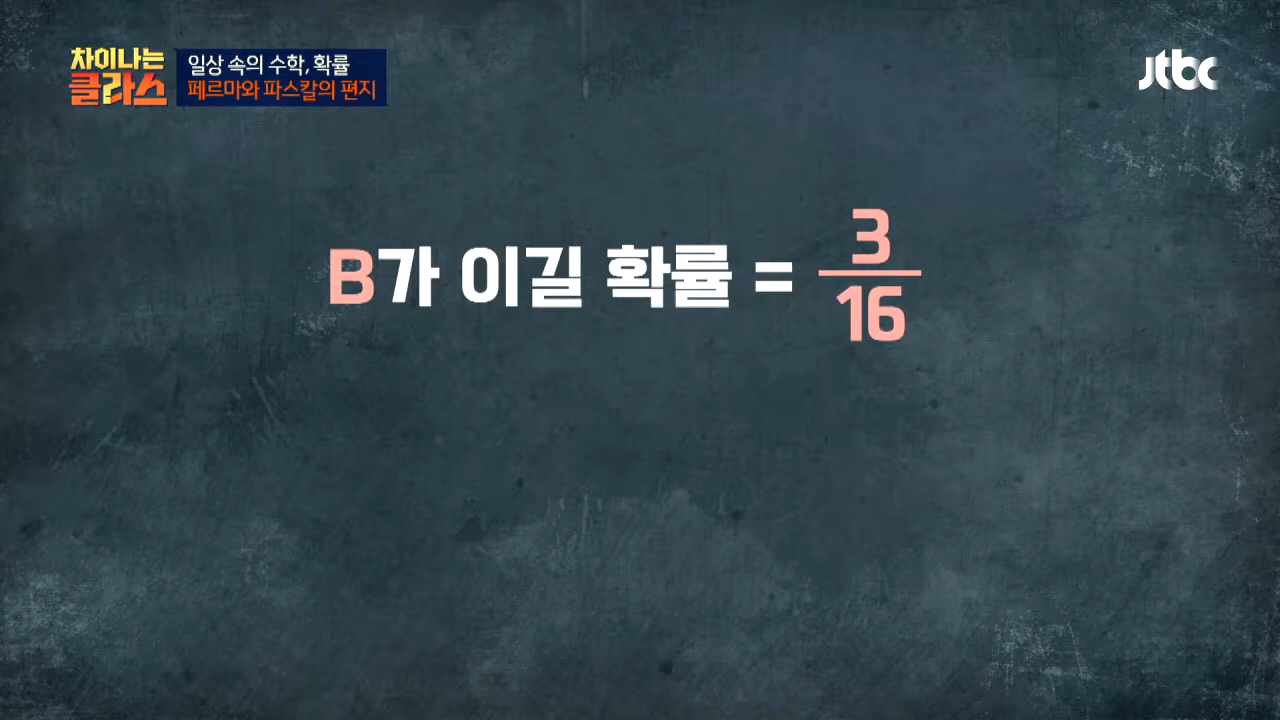 차이나는
클라스
일상 속의 수학, 확률
페르마와 파스칼의 편지
jtbc
B가 이길 확률 = 3/16